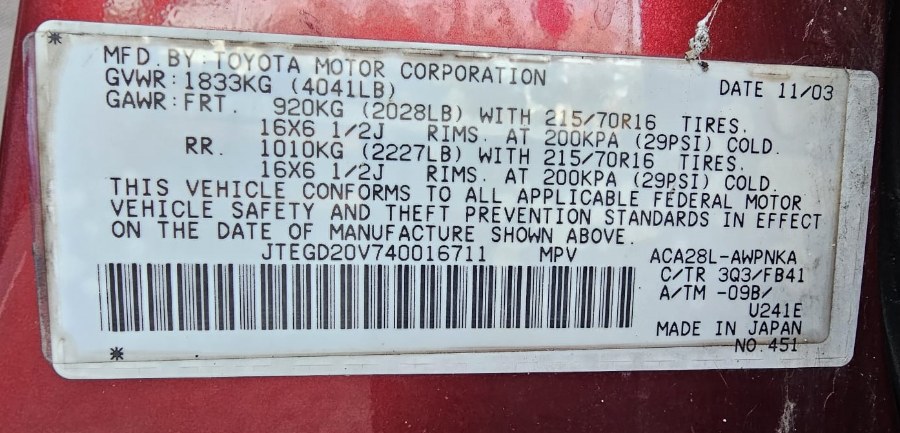 MFD. BY: TOYOTA MOTOR CORPORATION DATE 11/03
GVWR: 1833KG (4041LB)
GAWR: FRT. 920KG (2028LB) WITH 215/70R16 TIRES.
16X6 1/2J RIMS. AT 200KPA (29PSI) COLD.
RR. 1010KG (2227LB) WITH 215/70R16 TIRES.
16X6 1/2J RIMS. AT 200KPA (29PSI) COLD.
THIS VEHICLE CONFORMS TO ALL APPLICABLE FEDERAL MOTOR
VEHICLE SAFETY AND THEFT PREVENTION STANDARDS IN EFFECT
ON THE DATE OF MANUFACTURE SHOWN ABOVE.
JTEGD20V740016711 MPV ACA28L-AWPNKA
C/TR 3Q3/FB41
A/TM -09B/
U241E
MADE IN JAPAN
NO.451